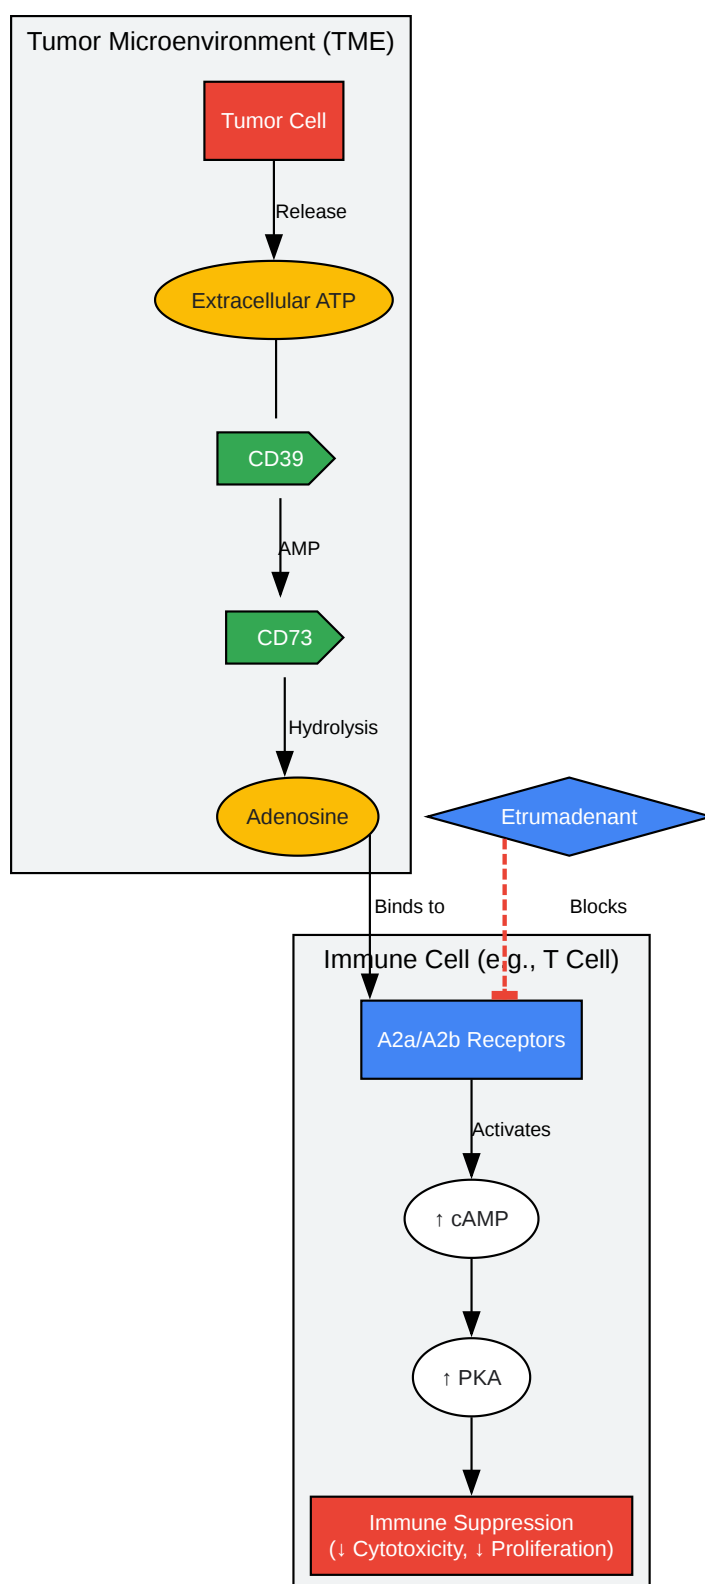 Tumor Microenvironment (TME)
Tumor Cell
Release
Extracellular ATP
CD39
AMP
CD73
Hydrolysis
Adenosine
Etrumadenant
Binds to
Blocks
Immune Cell (e.g., T Cell)
A2a/A2b Receptors
Activates
↑ cAMP
↑ PKA
Immune Suppression
(↓ Cytotoxicity, ↓ Proliferation)